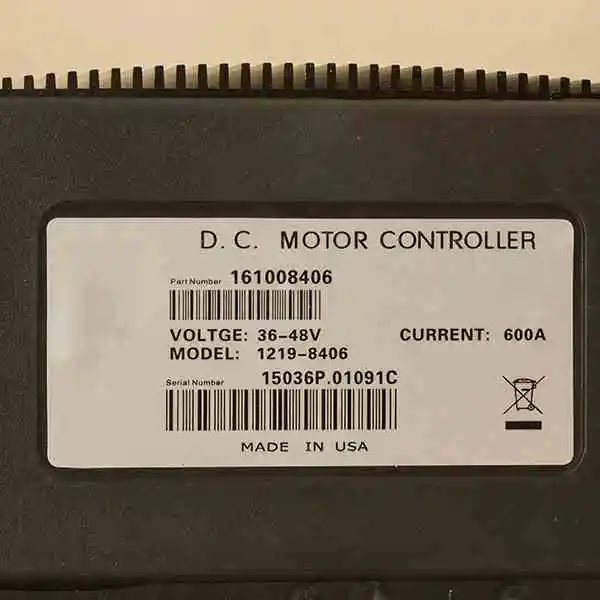 D. C. MOTOR CONTROLLER
Part Number 161008406
VOLTGE: 36-48V CURRENT: 600A
MODEL: 1219-8406
Serial Number 15036P.01091C
MADE IN USA